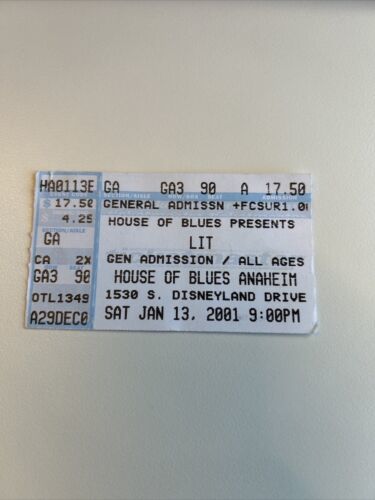 HA0113E GA GA3 90 A 17.50
$ 17.50 GENERAL ADMISSN +FCSUR1.00
4.25 HOUSE OF BLUES PRESENTS
SECTION/AISLE
GA LIT
CA 2X GEN ADMISSION / ALL AGES
GA3 90 HOUSE OF BLUES ANAHEIM
OTL1349 1530 S. DISNEYLAND DRIVE
A29DEC0 SAT JAN 13, 2001 9:00PM